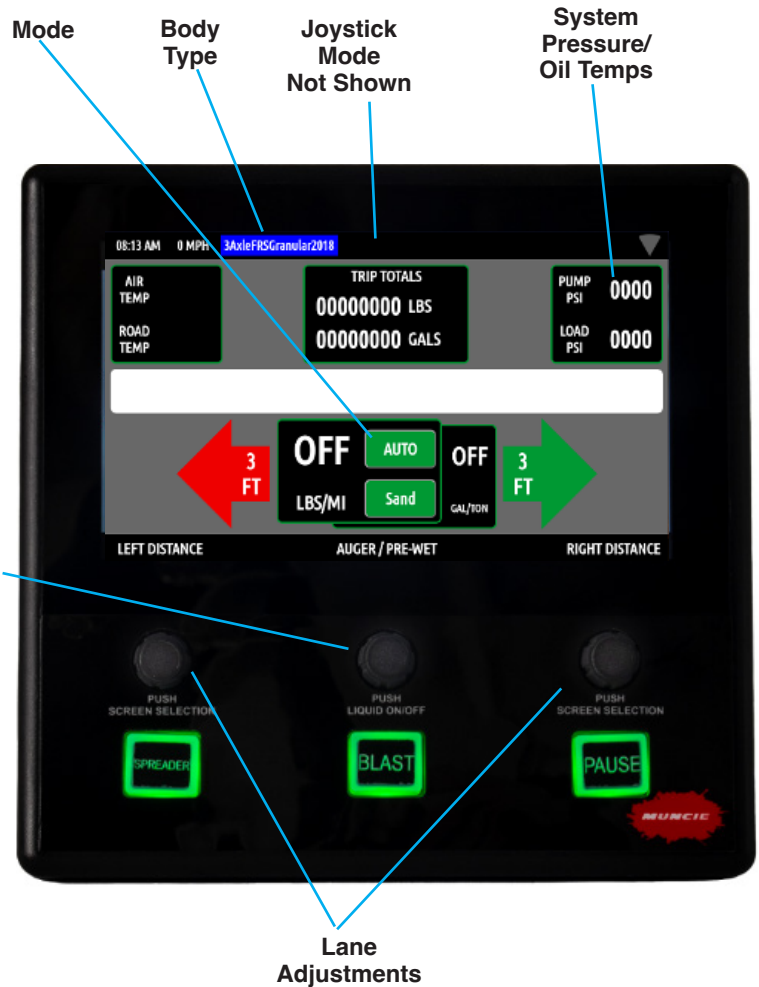 Mode
Body
Type
Joystick
Mode
Not Shown
System
Pressure/
Oil Temps
08:13 AM 0 MPH 3AxleFRSGranular2018
AIR
TEMP
ROAD
TEMP
TRIP TOTALS
00000000 LBS
00000000 GALS
PUMP
PSI 0000
LOAD
PSI 0000
3
FT
OFF AUTO
LBS/MI Sand
OFF
GAL/TON
3
FT
LEFT DISTANCE AUGER / PRE-WET RIGHT DISTANCE
PUSH
SCREEN SELECTION
PUSH
LIQUID ON/OFF
PUSH
SCREEN SELECTION
SPREADER BLAST PAUSE
MUNCIE
Lane
Adjustments